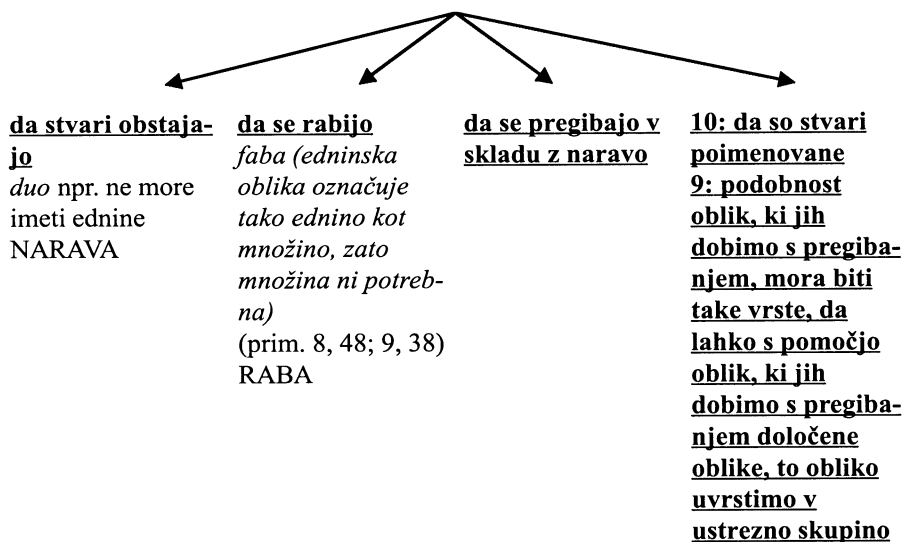 da stvari obstaja-
jo
duo npr. ne more
imeti ednine
NARAVA
da se rabijo
faba (edninska
oblika označuje
tako ednino kot
množino, zato
množina ni potreb-
na)
(prim. 8, 48; 9, 38)
RABA
da se pregibajo v
skladu z naravo
10: da so stvari
poimenovane
9: podobnost
oblik, ki jih
dobimo s pregiba-
njem, mora biti
take vrste, da
lahko s pomočjo
oblik, ki jih
dobimo s pregiba-
njem določene
oblike, to obliko
uvrstimo v
ustrezno skupino